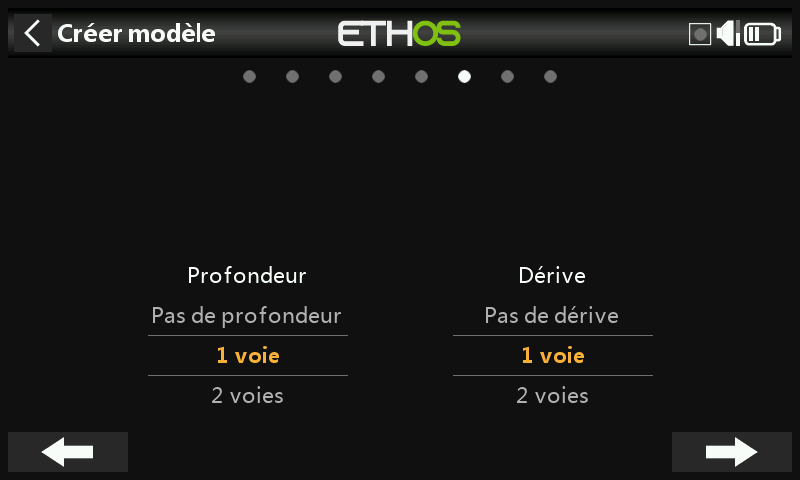 Créer modèle
ETHOS
Profondeur
Dérive
Pas de profondeur
Pas de dérive
1 voie
1 voie
2 voies
2 voies